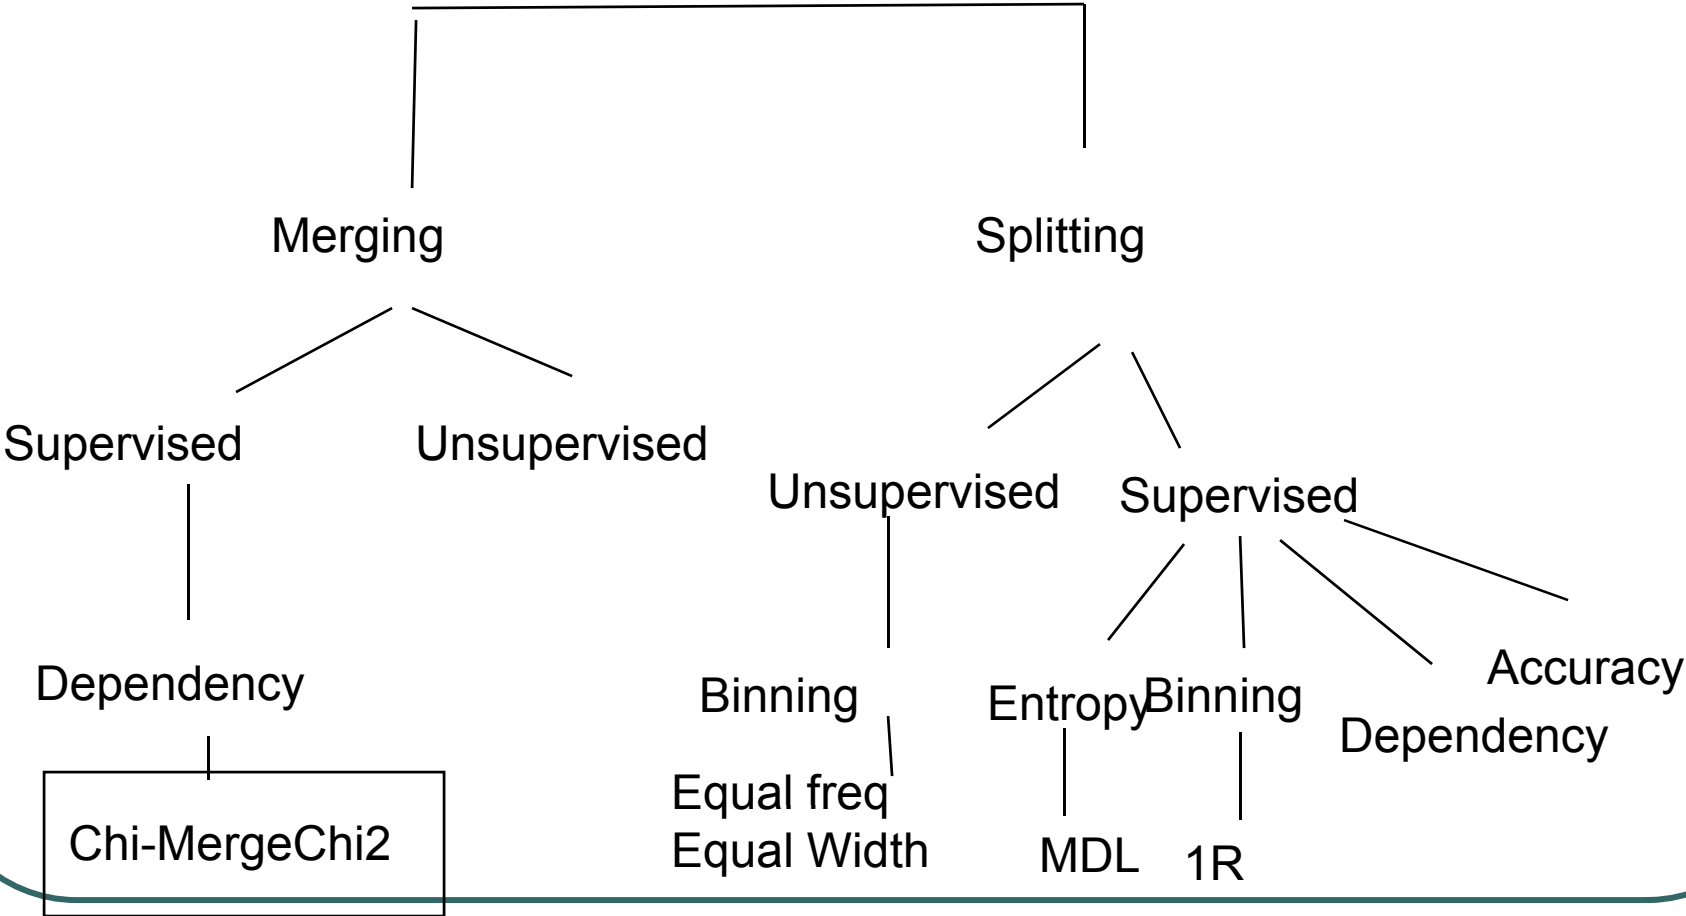 Merging
Splitting
Supervised
Unsupervised
Unsupervised
Supervised
Dependency
Binning
Entropy
Binning
Accuracy
Dependency
Chi-MergeChi2
Equal freq
Equal Width
MDL
1R